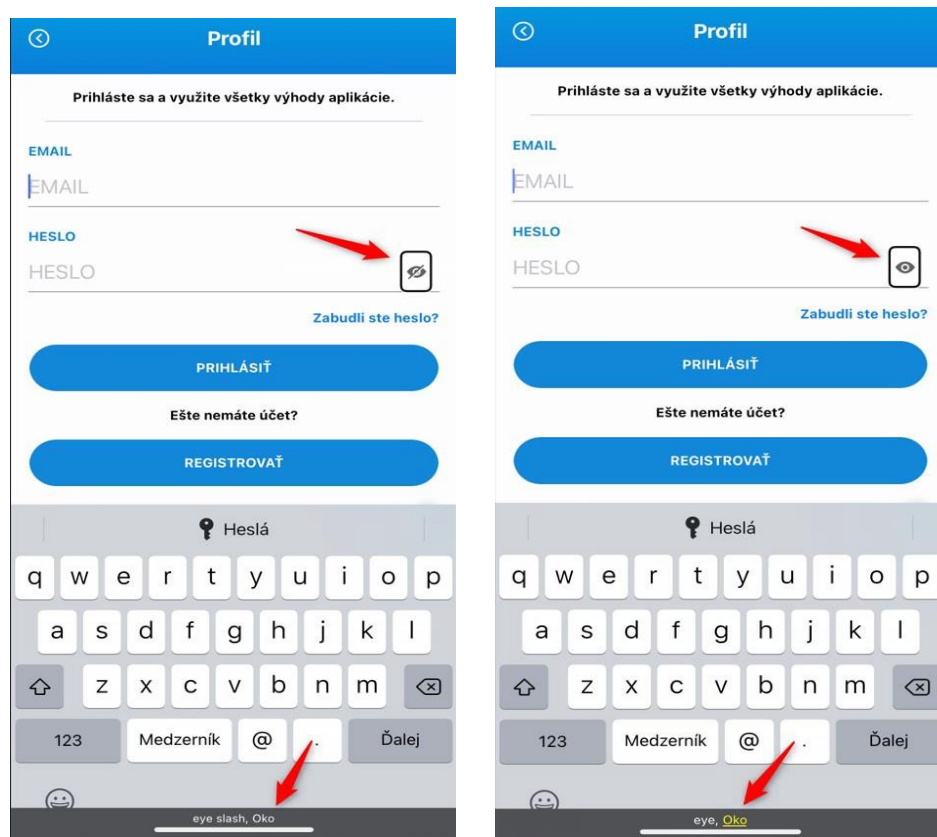 Profil
Prihláste sa a využite všetky výhody aplikácie.
EMAIL
EMAIL
HESLO
HESLO
Zabudli ste heslo?
PRIHLÁSIŤ
Ešte nemáte účet?
REGISTROVAŤ
Heslá
q w e r t y u i o p
a s d f g h j k l
z x c v b n m
123 Medzerník @ . Ďalej
eye slash, Oko
Profil
Prihláste sa a využite všetky výhody aplikácie.
EMAIL
EMAIL
HESLO
HESLO
Zabudli ste heslo?
PRIHLÁSIŤ
Ešte nemáte účet?
REGISTROVAŤ
Heslá
q w e r t y u i o p
a s d f g h j k l
z x c v b n m
123 Medzerník @ . Ďalej
eye, Oko